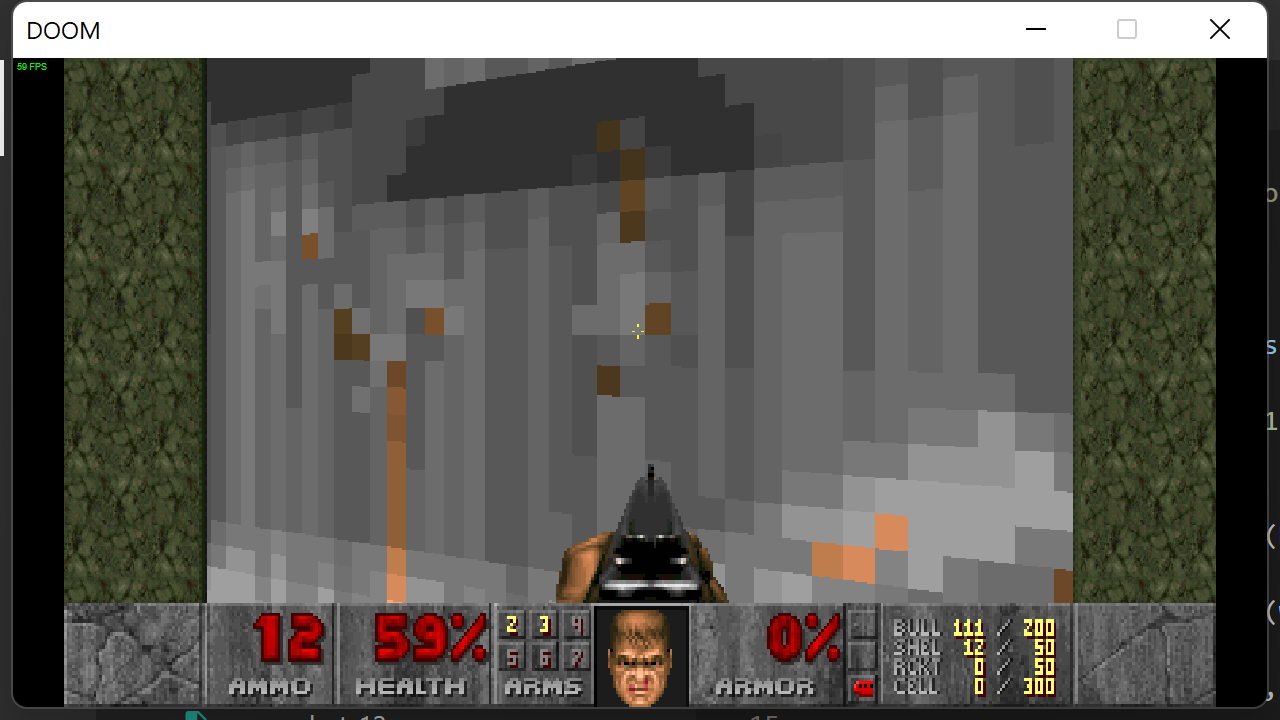 DOOM
59 FPS
12 59% 2 3 4 0% BULL 111 / 200
SHEL 12 / 50
5 6 7 RCKT 0 / 50
AMMO HEALTH ARMS ARMOR CELL 0 / 300